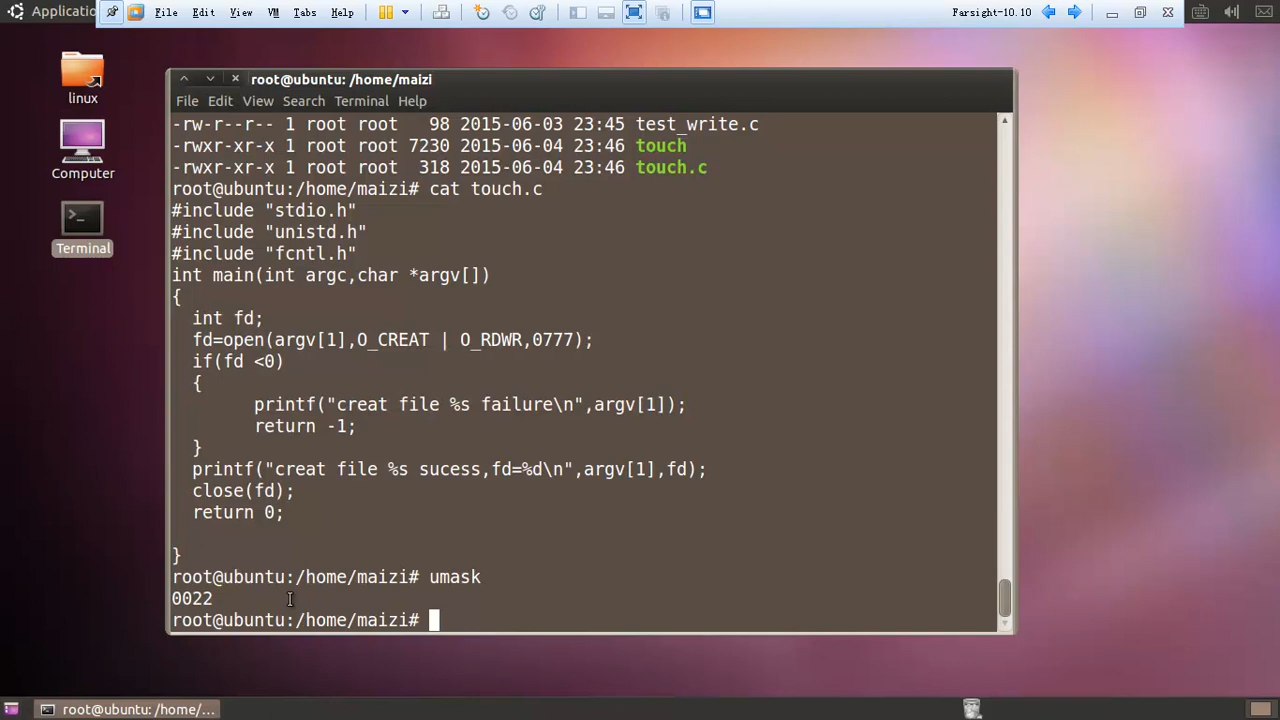 Applicatio File Edit View VM Tabs Help Farsight-10.10
root@ubuntu: /home/maizi
File Edit View Search Terminal Help
-rw-r--r-- 1 root root   98 2015-06-03 23:45 test_write.c
-rwxr-xr-x 1 root root 7230 2015-06-04 23:46 touch
-rwxr-xr-x 1 root root  318 2015-06-04 23:46 touch.c
root@ubuntu:/home/maizi# cat touch.c
#include "stdio.h"
#include "unistd.h"
#include "fcntl.h"
int main(int argc,char *argv[])
{
  int fd;
  fd=open(argv[1],O_CREAT | O_RDWR,0777);
  if(fd <0)
  {
        printf("creat file %s failure\n",argv[1]);
        return -1;
  }
  printf("creat file %s sucess,fd=%d\n",argv[1],fd);
  close(fd);
  return 0;
}
root@ubuntu:/home/maizi# umask
0022
root@ubuntu:/home/maizi#
linux
Computer
Terminal
root@ubuntu: /home/...